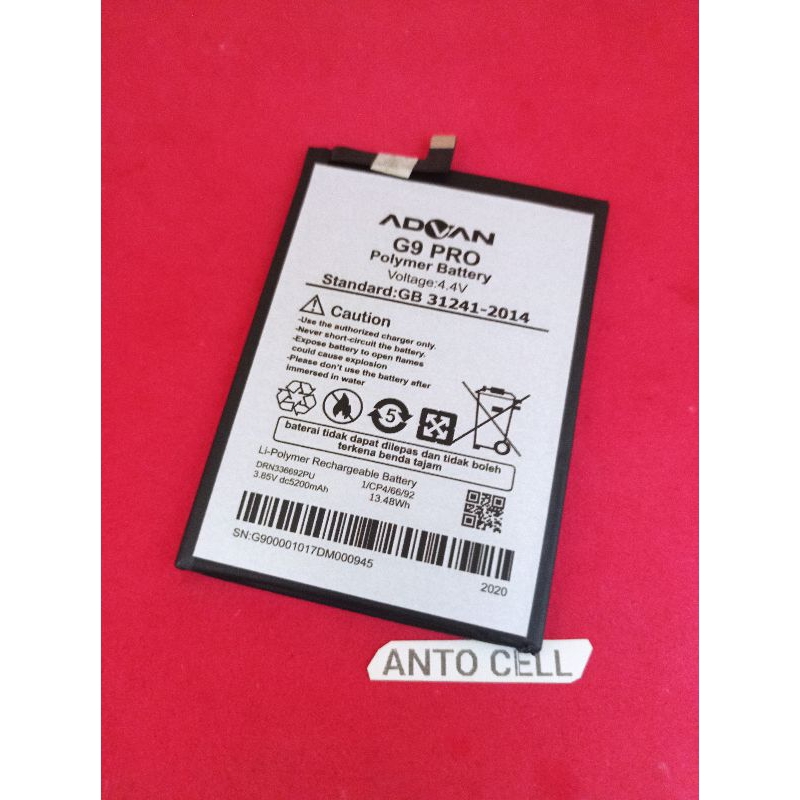 ADVAN
G9 PRO
Polymer Battery
Voltage:4.4V
Standard:GB 31241-2014
Caution
-Use the authorized charger only.
-Never short-circuit the battery.
-Expose battery to open flames
could cause explosion
-Please don't use the battery after
immersed in water
5
baterai tidak dapat dilepas dan tidak boleh
terkena benda tajam
Li-Polymer Rechargeable Battery
DRN336692PU 1/CP4/66/92
3.85V dc5200mAh 13.48Wh
SN:G900001017DM000945
2020
ANTO CELL